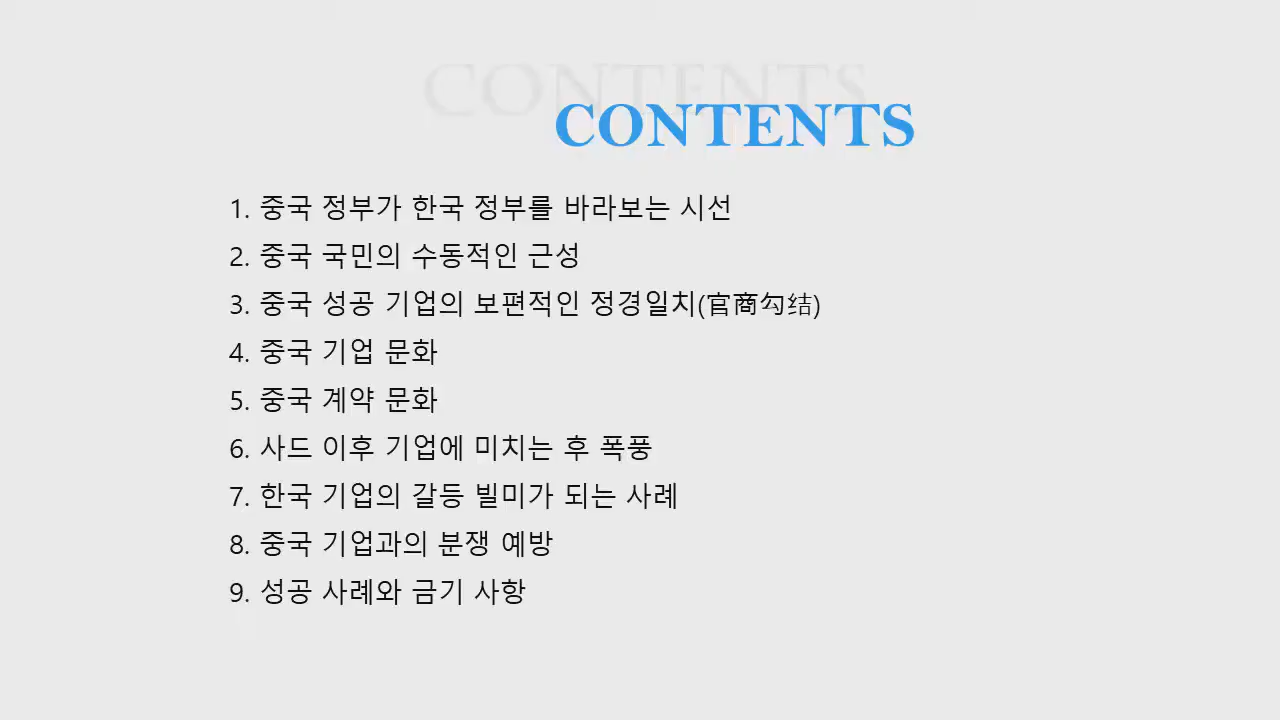 CONTENTS
CONTENTS
1. 중국 정부가 한국 정부를 바라보는 시선
2. 중국 국민의 수동적인 근성
3. 중국 성공 기업의 보편적인 정경일치(官商勾结)
4. 중국 기업 문화
5. 중국 계약 문화
6. 사드 이후 기업에 미치는 후 폭풍
7. 한국 기업의 갈등 빌미가 되는 사례
8. 중국 기업과의 분쟁 예방
9. 성공 사례와 금기 사항